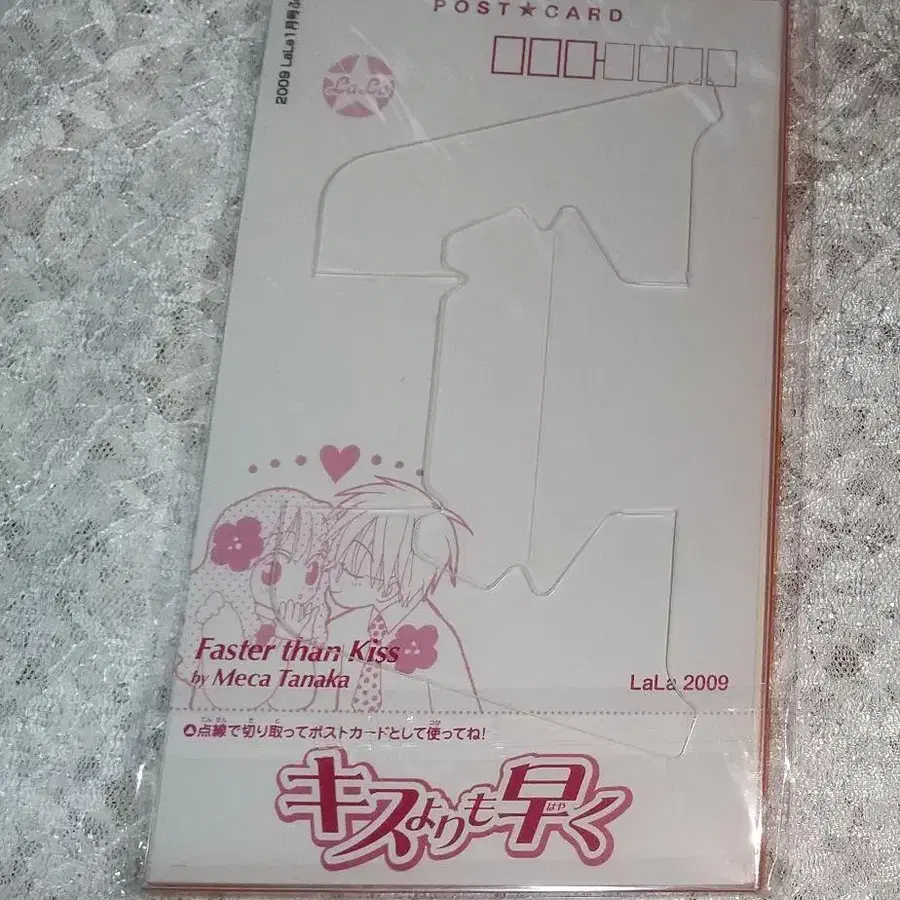 POST★CARD
2009 LaLa1月号ふ
LaLa
Faster than Kiss
by Meca Tanaka
LaLa 2009
点線で切り取ってポストカードとして使ってね!
キスよりも早く